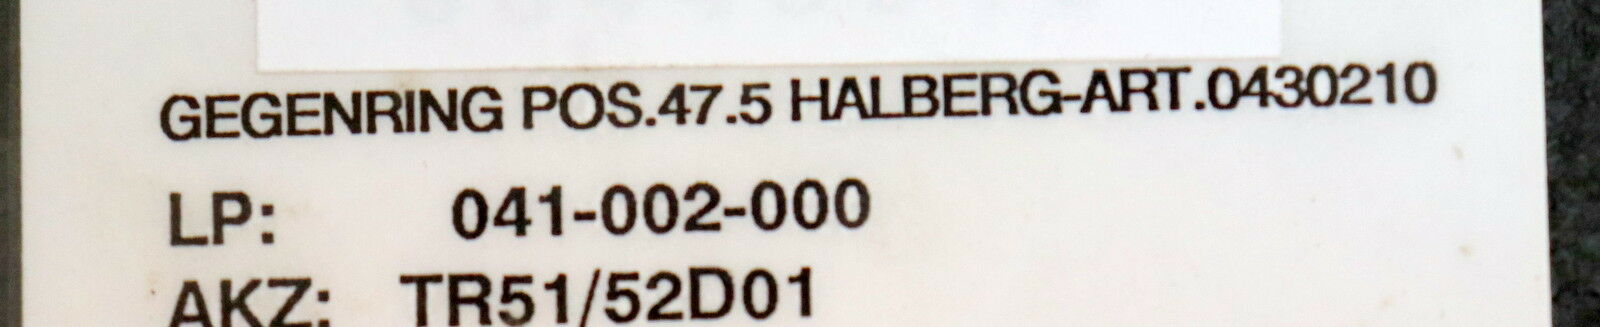 GEGENRING POS.47.5 HALBERG-ART.0430210
LP: 041-002-000
AKZ: TR51/52D01